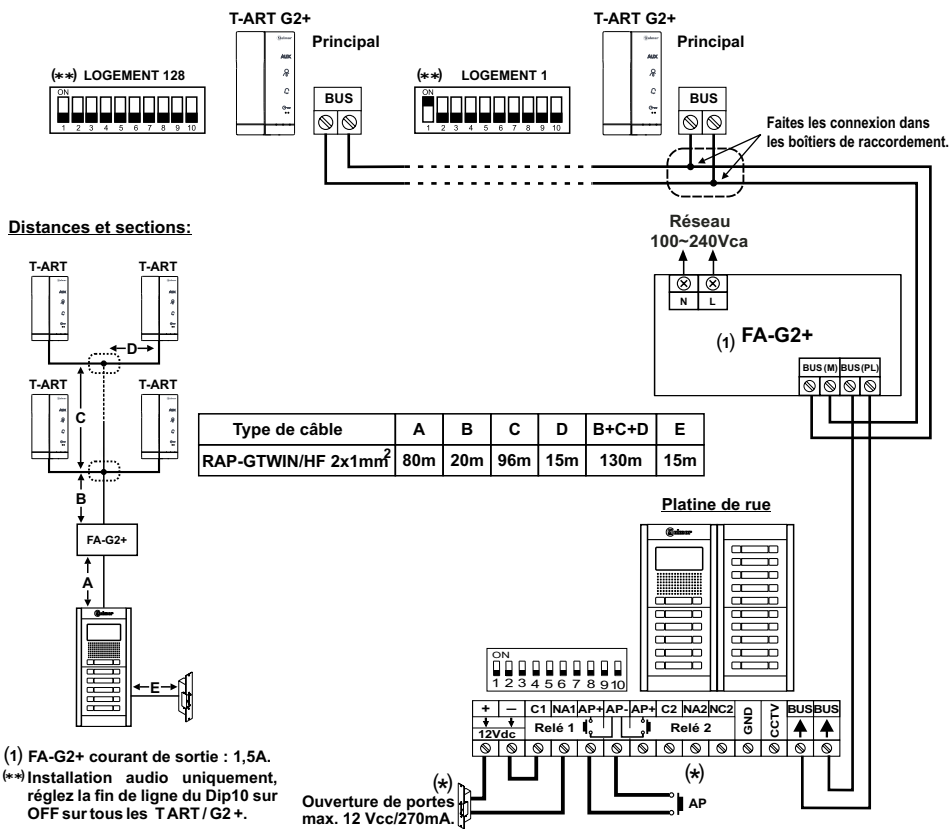 T-ART G2+
Principal
(**) LOGEMENT 128
ON
1 2 3 4 5 6 7 8 9 10
Golmar
AUX
BUS
T-ART G2+
Principal
(**) LOGEMENT 1
ON
1 2 3 4 5 6 7 8 9 10
Golmar
AUX
BUS
Faites les connexion dans
les boîtiers de raccordement.
Réseau
100~240Vca
N L
(1) FA-G2+
BUS (M) BUS (PL)
Distances et sections:
T-ART T-ART
D
T-ART T-ART
C
B
FA-G2+
A
Golmar
E
Type de câble A B C D B+C+D E
RAP-GTWIN/HF 2x1mm² 80m 20m 96m 15m 130m 15m
Platine de rue
Golmar
ON
1 2 3 4 5 6 7 8 9 10
+ – C1 NA1 AP+ AP- AP+ C2 NA2 NC2 GND CCTV BUS BUS
12Vdc Relé 1 Relé 2
(*)
Ouverture de portes
max. 12 Vcc/270mA.
(*)
AP
(1) FA-G2+ courant de sortie : 1,5A.
(**) Installation audio uniquement,
réglez la fin de ligne du Dip10 sur
OFF sur tous les T ART / G2 +.